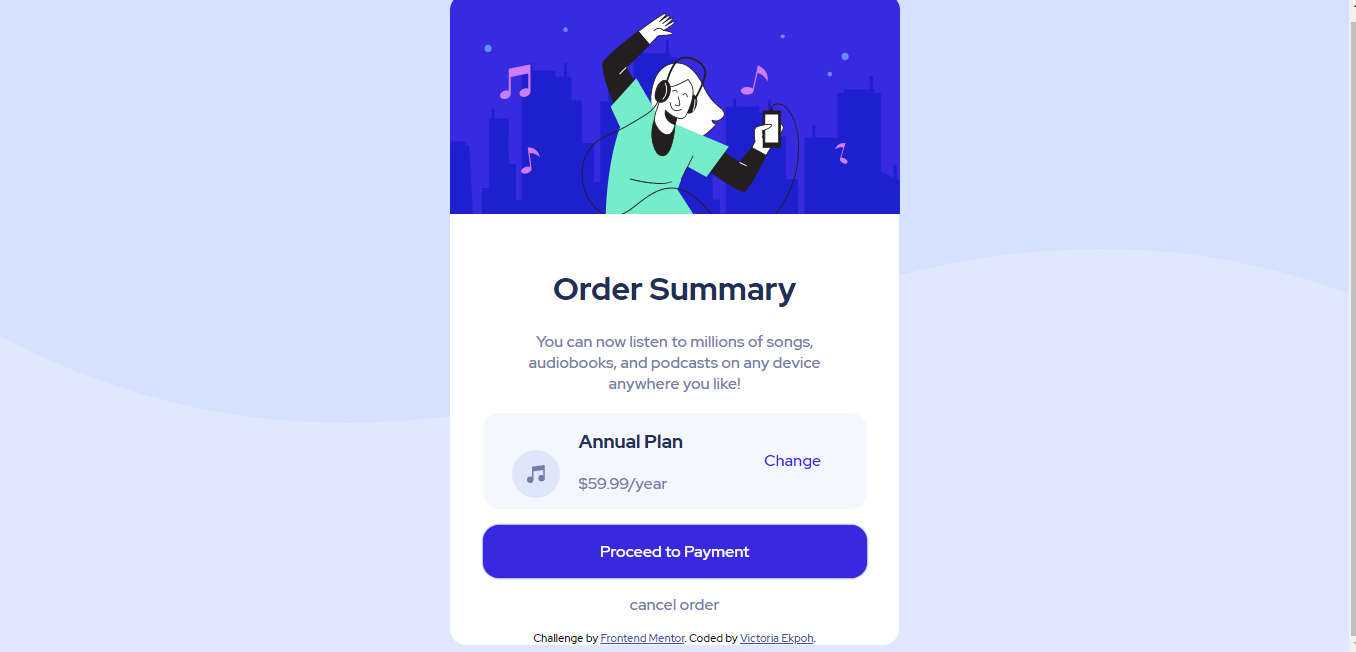 Order Summary
You can now listen to millions of songs,
audiobooks, and podcasts on any device
anywhere you like!
Annual Plan
$59.99/year
Change
Proceed to Payment
cancel order
Challenge by Frontend Mentor. Coded by Victoria Ekpoh.